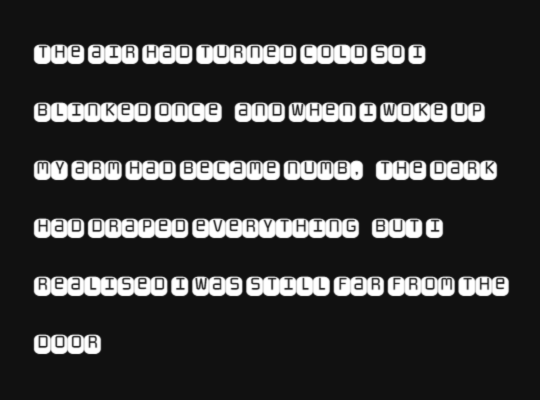 The air had turned cold so I
blinked once  and when I woke up
my arm had became numb.  The dark
had draped everything  but I
realised I was still far from the
door